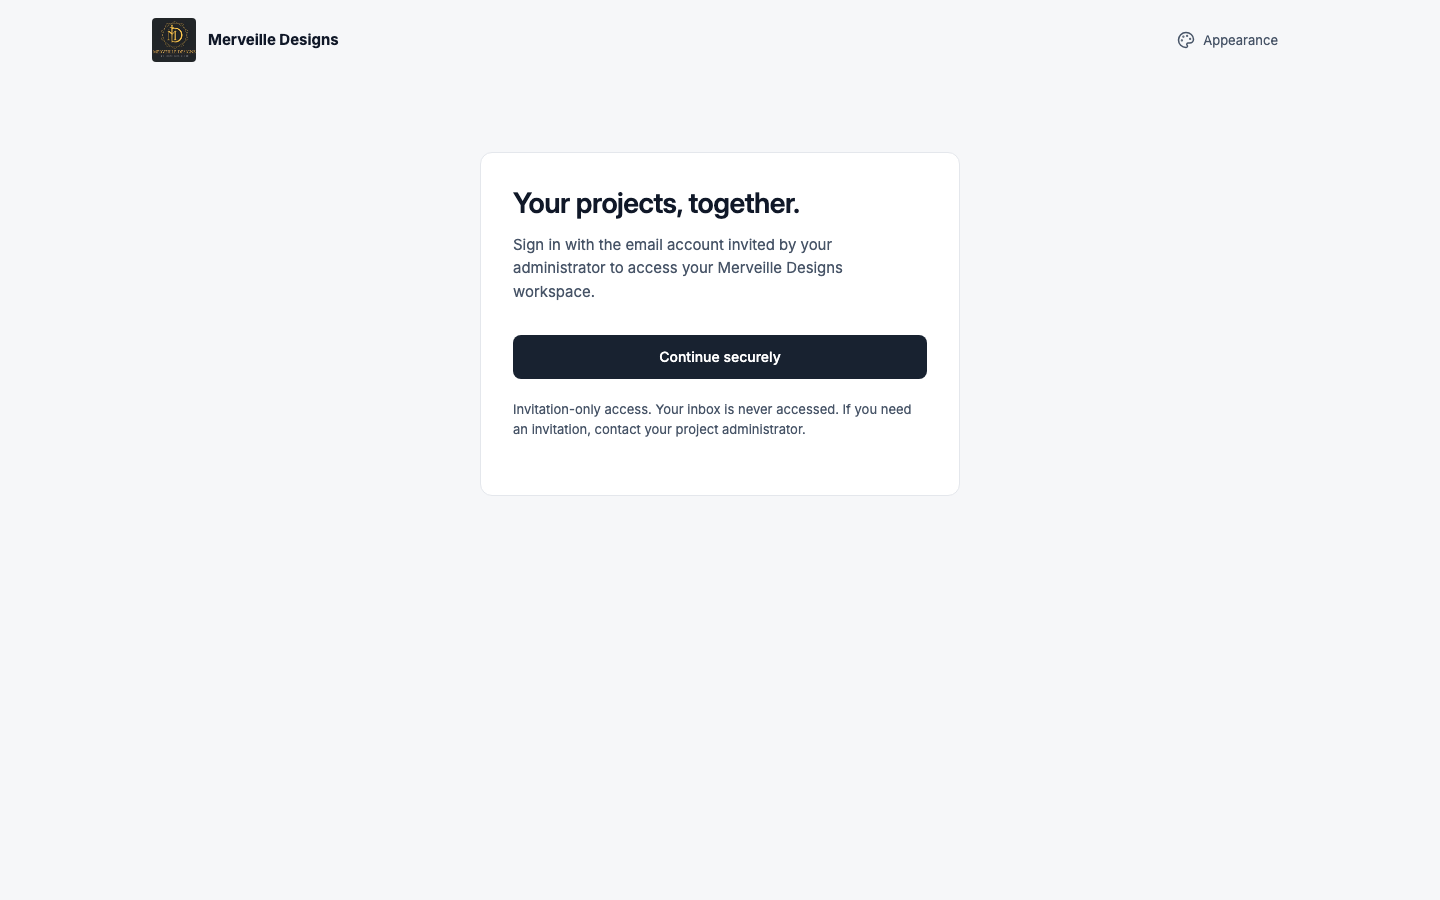 Merveille Designs
Appearance
Your projects, together.
Sign in with the email account invited by your
administrator to access your Merveille Designs
workspace.
Continue securely
Invitation-only access. Your inbox is never accessed. If you need
an invitation, contact your project administrator.